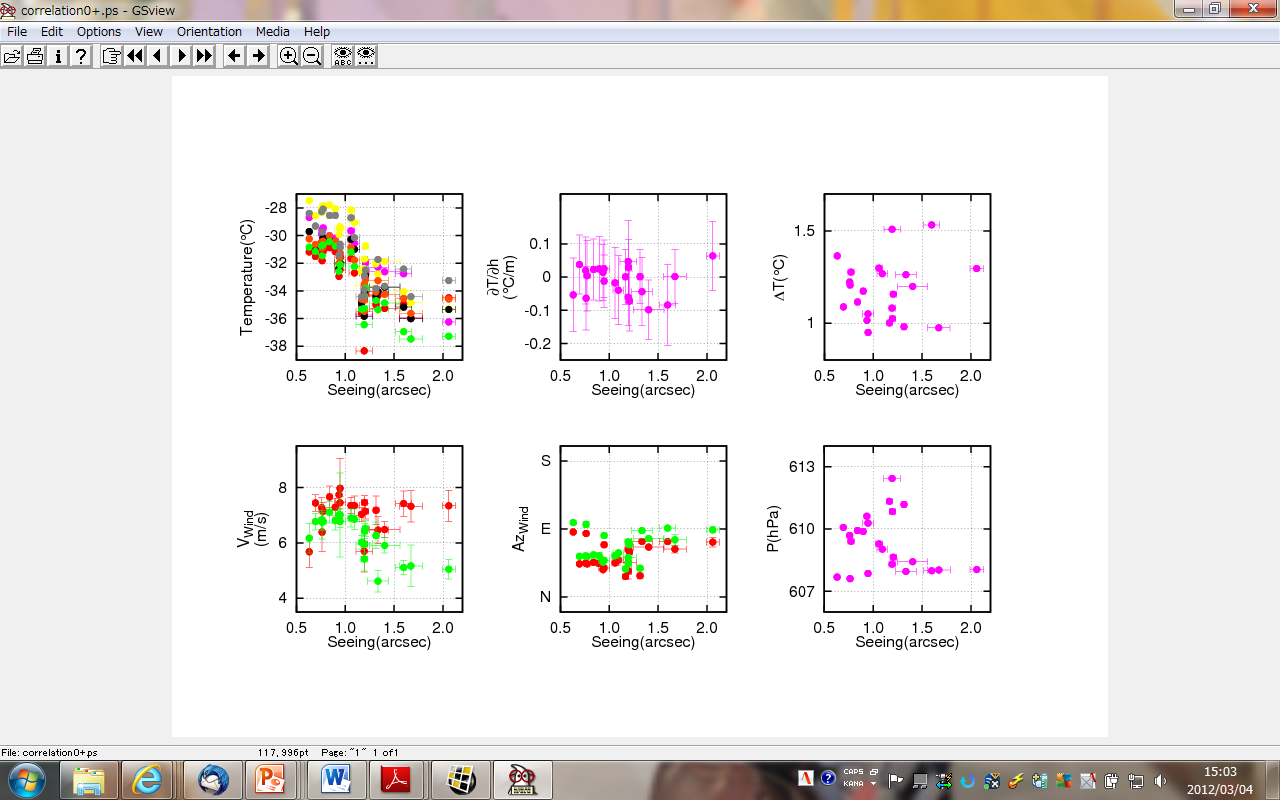 correlation0+.ps - GSview
File Edit Options View Orientation Media Help
-28
-30
-32
-34
-36
-38
Temperature(°C)
0.5 1.0 1.5 2.0
Seeing(arcsec)
0.1
0
-0.1
-0.2
∂T/∂h
(°C/m)
0.5 1.0 1.5 2.0
Seeing(arcsec)
1.5
1
ΔT(°C)
0.5 1.0 1.5 2.0
Seeing(arcsec)
8
6
4
VWind
(m/s)
0.5 1.0 1.5 2.0
Seeing(arcsec)
S
E
N
AzWind
0.5 1.0 1.5 2.0
Seeing(arcsec)
613
610
607
P(hPa)
0.5 1.0 1.5 2.0
Seeing(arcsec)
File: correlation0+.ps 117, 996pt Page: "1" 1 of 1
A CAPS
KANA
15:03
2012/03/04